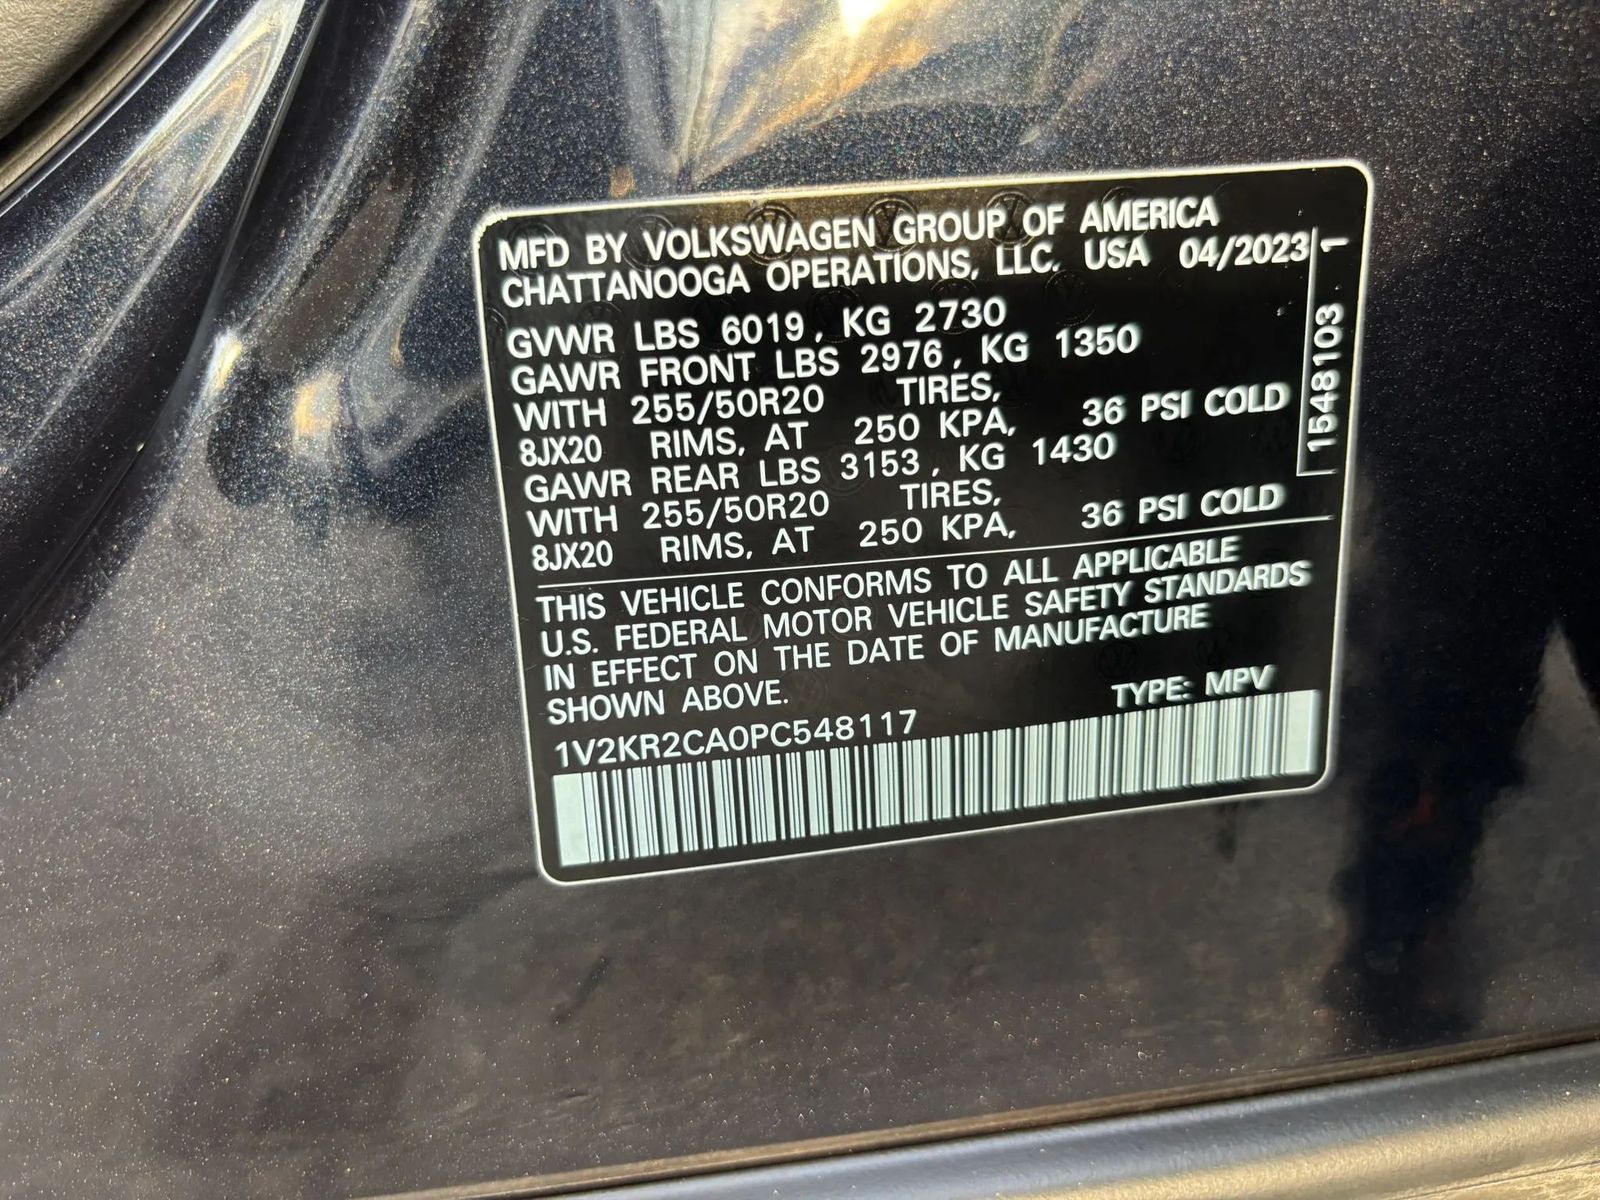 MFD BY VOLKSWAGEN GROUP OF AMERICA
CHATTANOOGA OPERATIONS, LLC. USA 04/2023
GVWR LBS 6019, KG 2730
GAWR FRONT LBS 2976, KG 1350
WITH 255/50R20 TIRES,
8JX20 RIMS, AT 250 KPA, 36 PSI COLD
GAWR REAR LBS 3153, KG 1430
WITH 255/50R20 TIRES,
8JX20 RIMS, AT 250 KPA, 36 PSI COLD
1548103 1
THIS VEHICLE CONFORMS TO ALL APPLICABLE
U.S. FEDERAL MOTOR VEHICLE SAFETY STANDARDS
IN EFFECT ON THE DATE OF MANUFACTURE
SHOWN ABOVE. TYPE: MPV
1V2KR2CA0PC548117